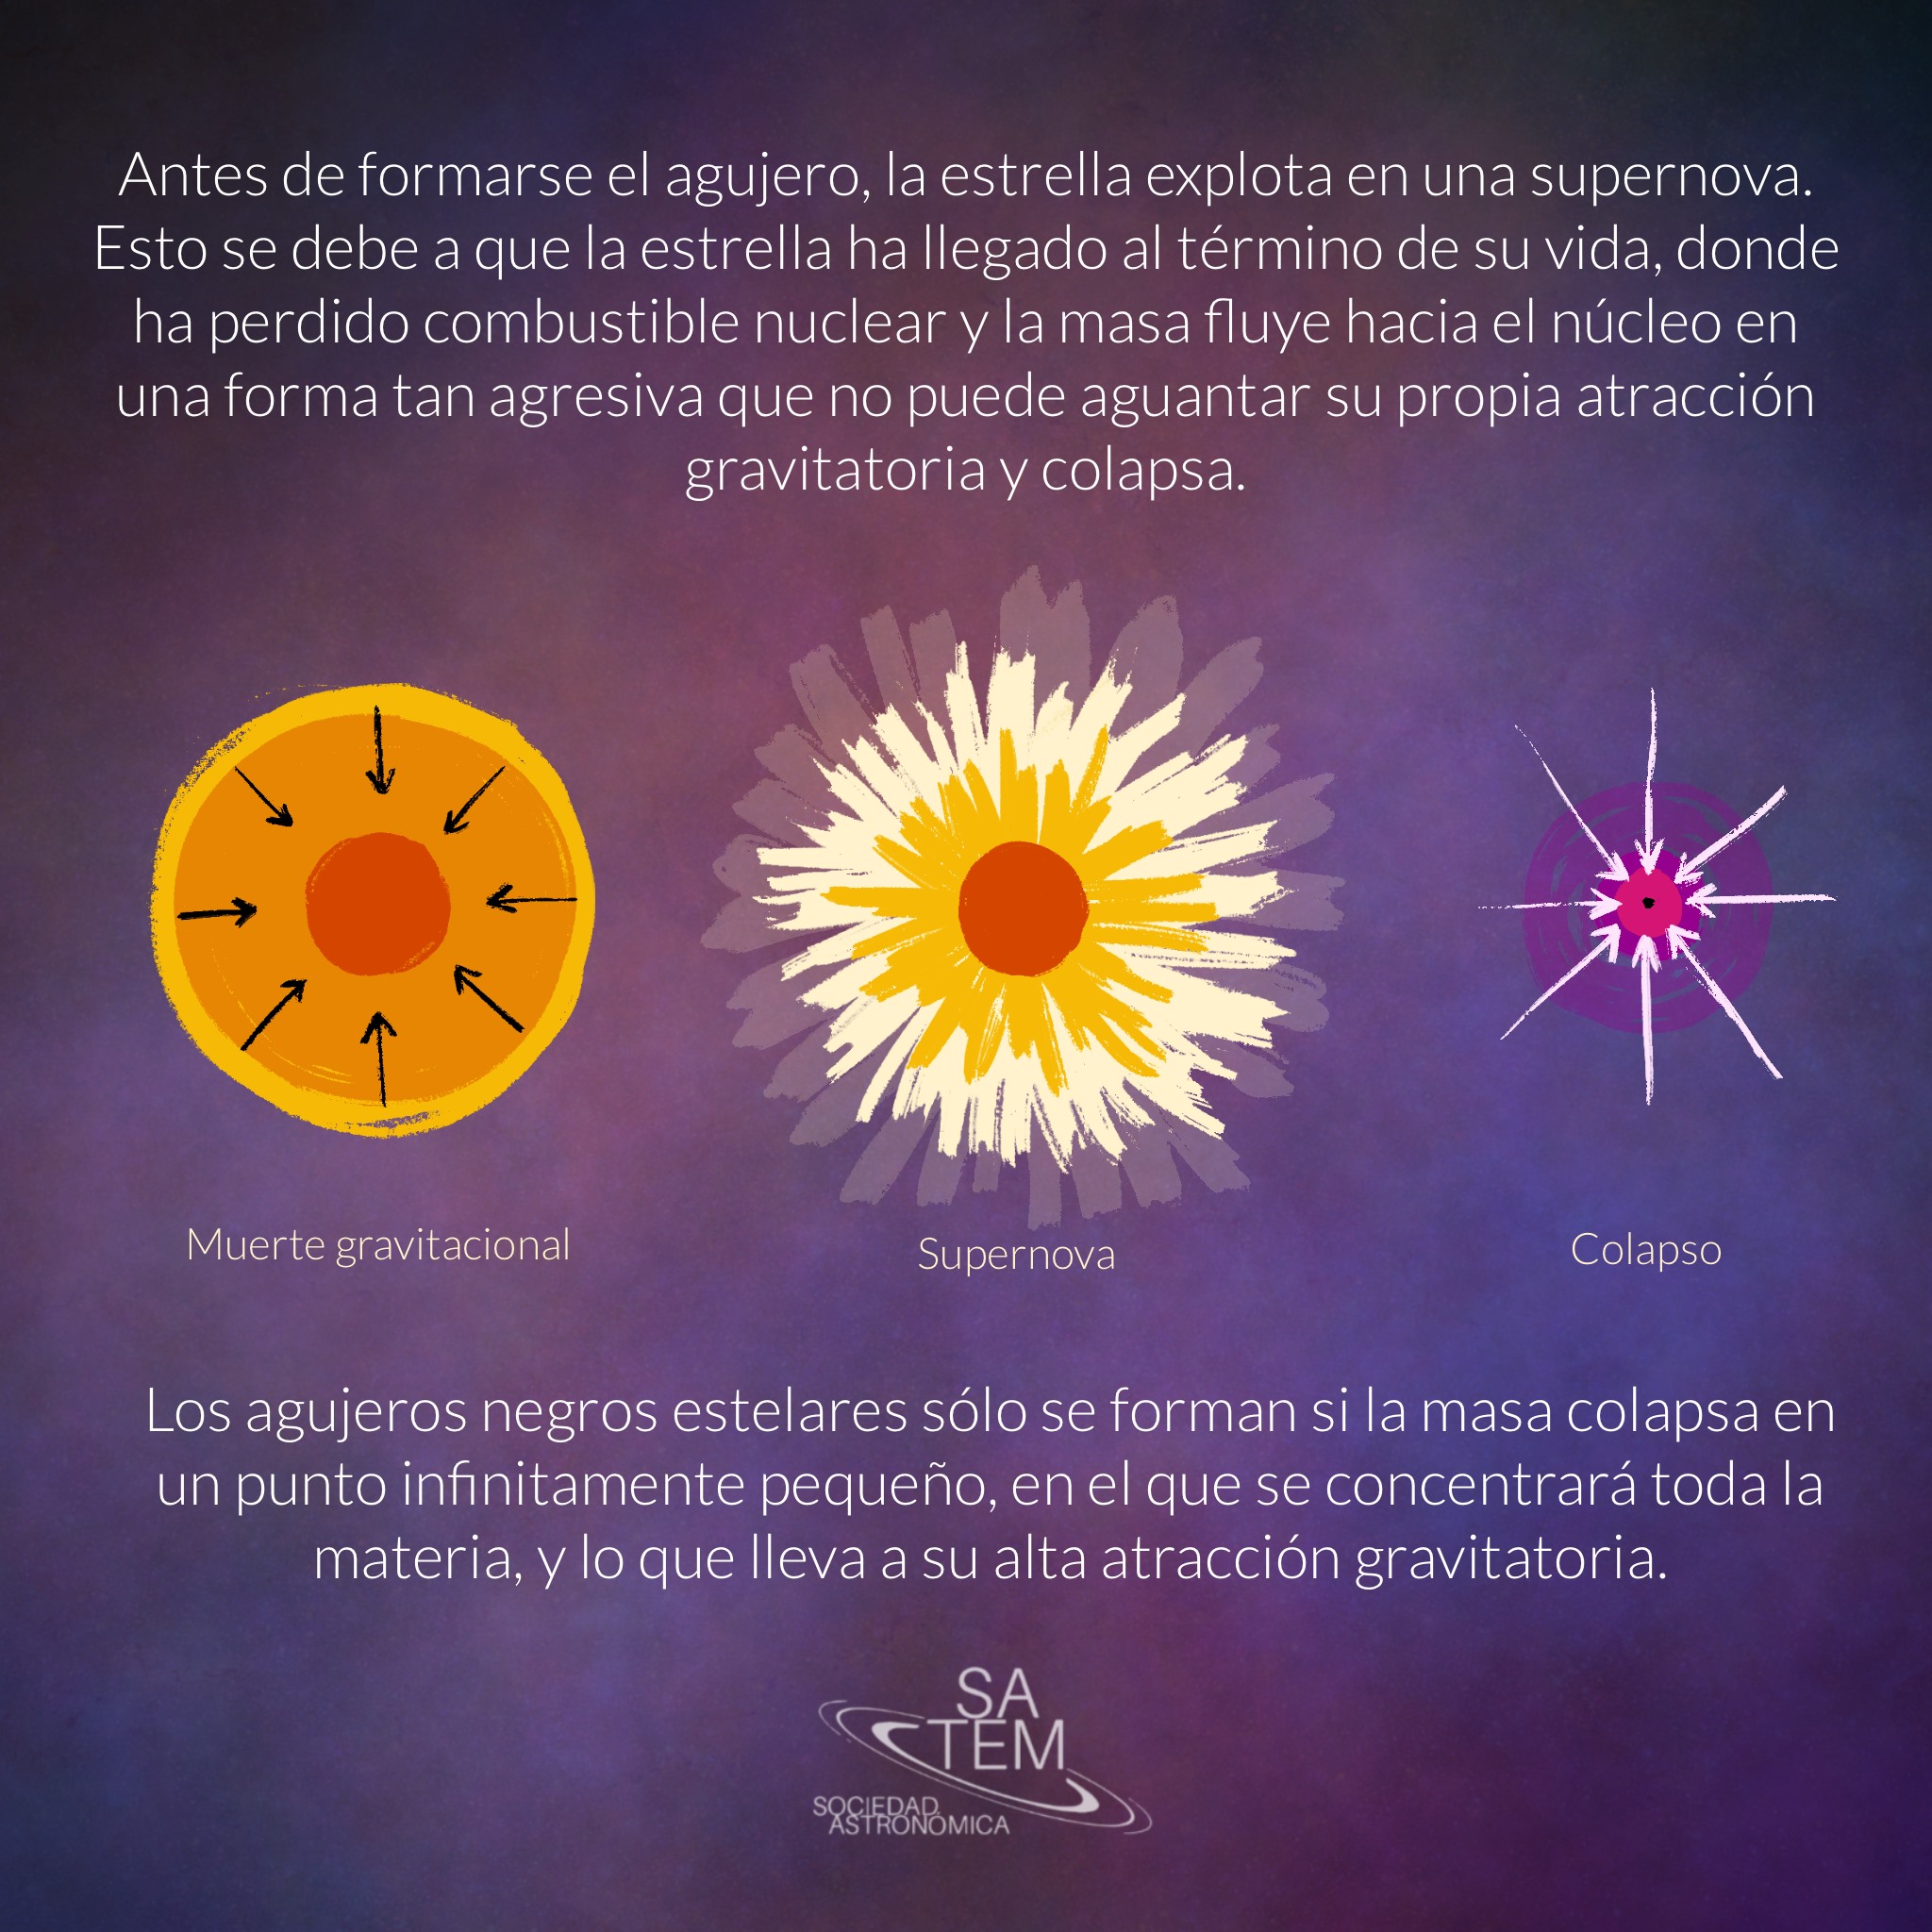 Antes de formarse el agujero, la estrella explota en una supernova.
Esto se debe a que la estrella ha llegado al término de su vida, donde
ha perdido combustible nuclear y la masa fluye hacia el núcleo en
una forma tan agresiva que no puede aguantar su propia atracción
gravitatoria y colapsa.
Muerte gravitacional
Supernova
Colapso
Los agujeros negros estelares sólo se forman si la masa colapsa en
un punto infinitamente pequeño, en el que se concentrará toda la
materia, y lo que lleva a su alta atracción gravitatoria.
SA
TEM
SOCIEDAD
ASTRONÓMICA